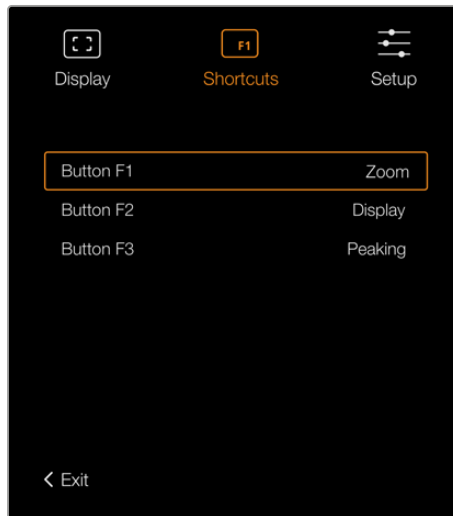 F1
Display Shortcuts Setup
Button F1 Zoom
Button F2 Display
Button F3 Peaking
Exit